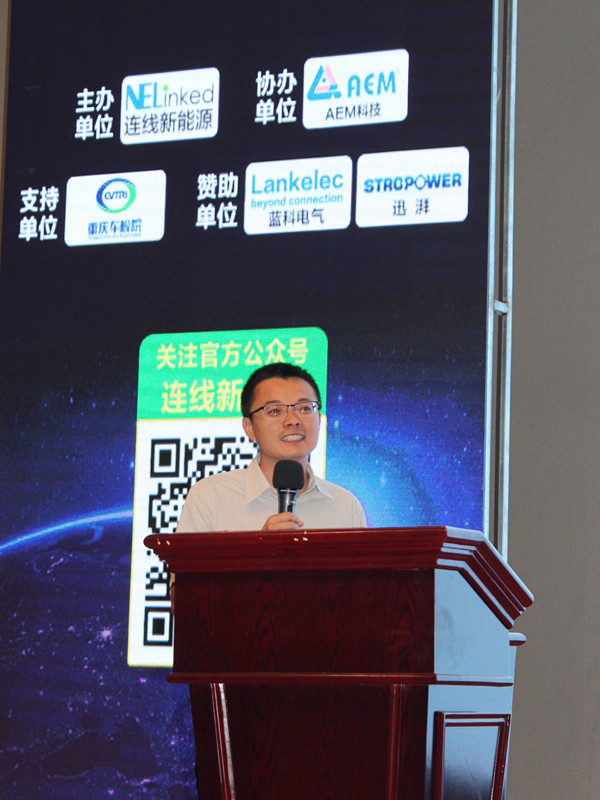 主办
单位
NELinked
连线新能源
协办
单位
AEM
AEM科技
支持
单位
CVTRI
重庆车检院
赞助
单位
Lankelec
beyond connection
蓝科电气
STRCPOWER
迅湃
关注官方公众号
连线新